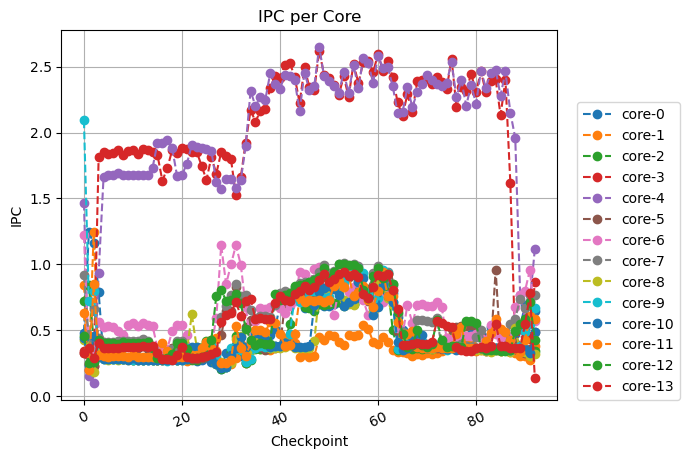 IPC per Core
IPC
2.5
2.0
1.5
1.0
0.5
0.0
0
20
40
60
80
Checkpoint
core-0
core-1
core-2
core-3
core-4
core-5
core-6
core-7
core-8
core-9
core-10
core-11
core-12
core-13